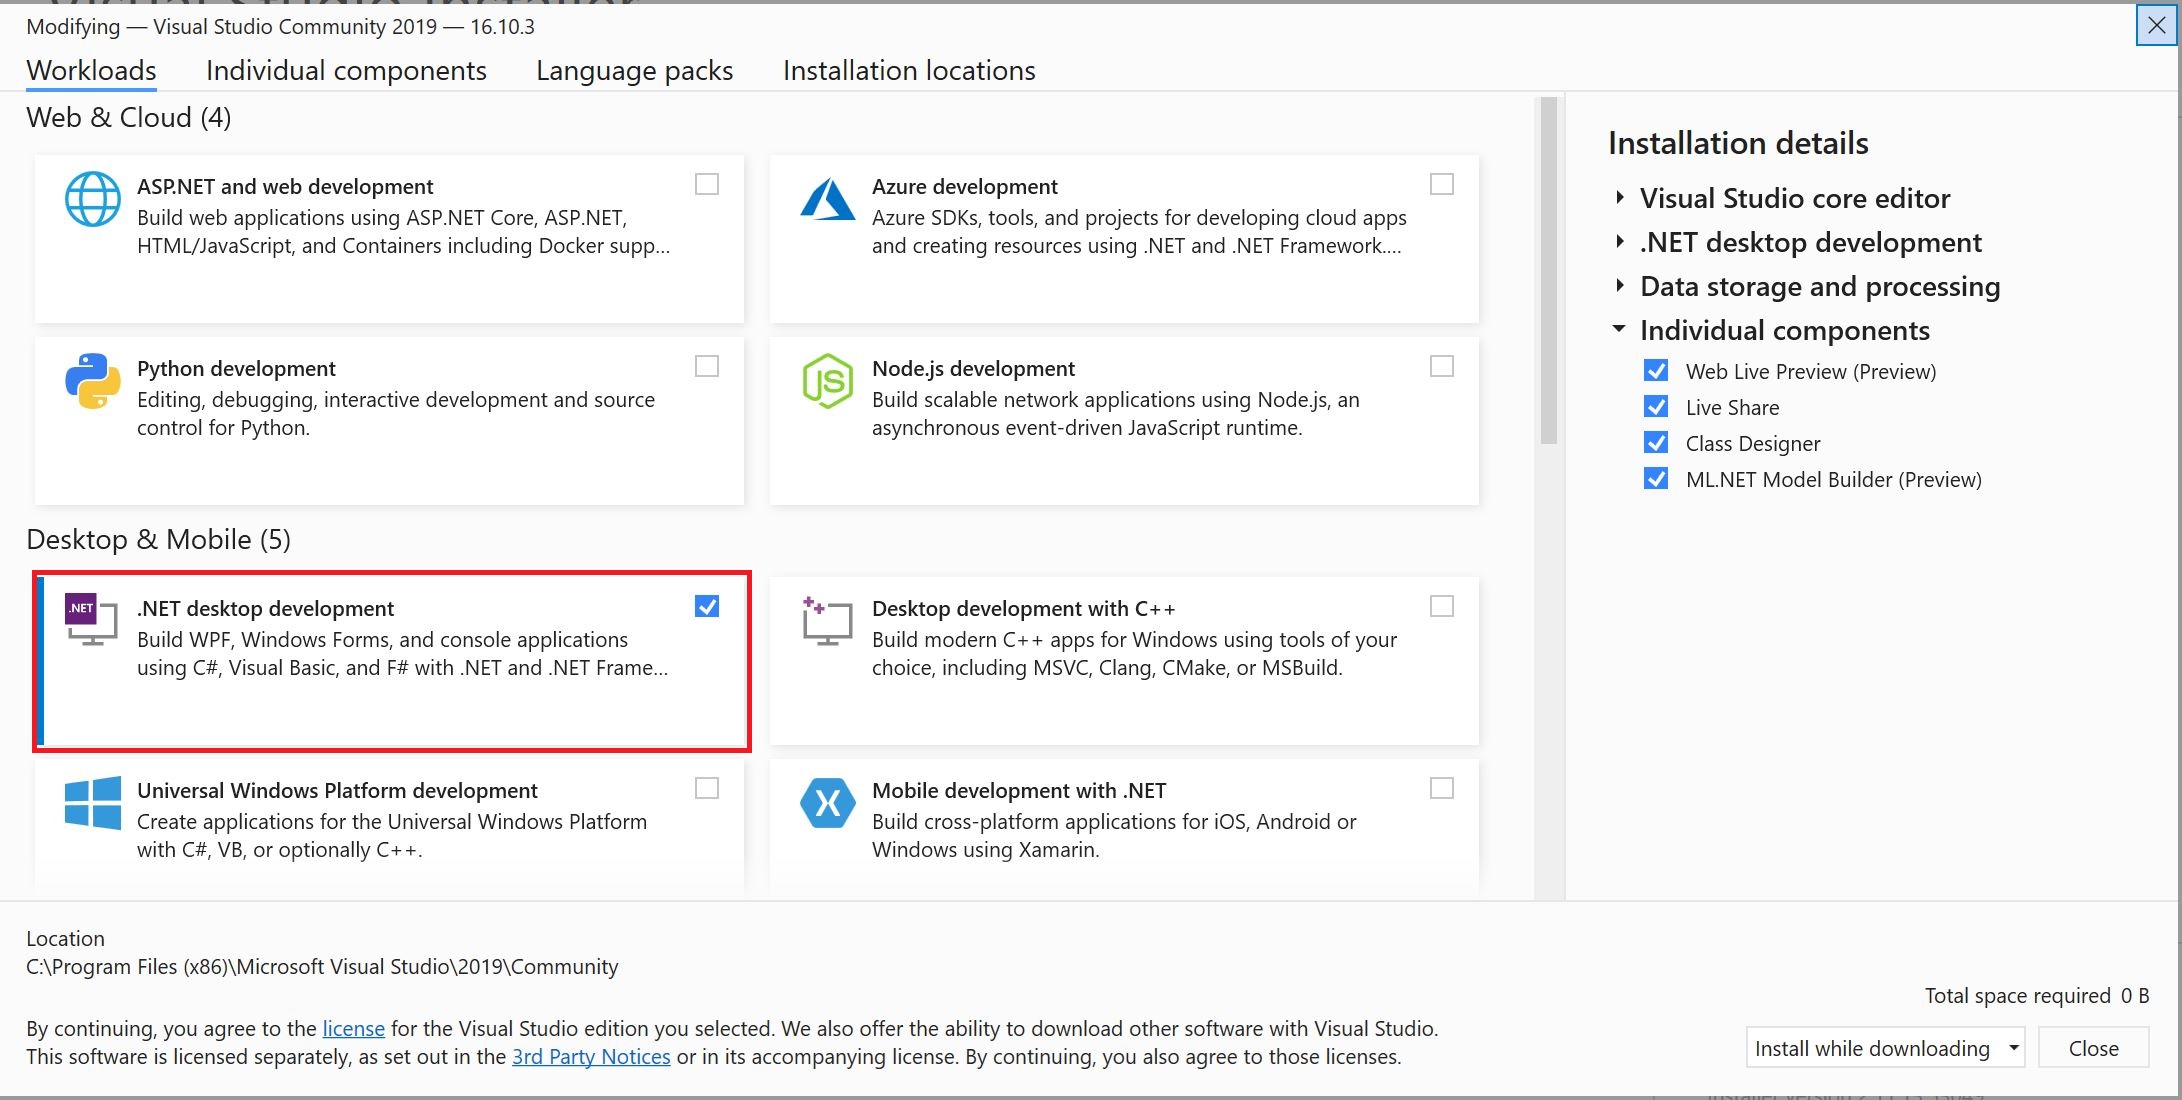 Modifying — Visual Studio Community 2019 — 16.10.3
Workloads
Individual components
Language packs
Installation locations
Web & Cloud (4)
ASP.NET and web development
Build web applications using ASP.NET Core, ASP.NET,
HTML/JavaScript, and Containers including Docker supp...
Azure development
Azure SDKs, tools, and projects for developing cloud apps
and creating resources using .NET and .NET Framework....
Python development
Editing, debugging, interactive development and source
control for Python.
JS
Node.js development
Build scalable network applications using Node.js, an
asynchronous event-driven JavaScript runtime.
Desktop & Mobile (5)
.NET
.NET desktop development
Build WPF, Windows Forms, and console applications
using C#, Visual Basic, and F# with .NET and .NET Frame...
Desktop development with C++
Build modern C++ apps for Windows using tools of your
choice, including MSVC, Clang, CMake, or MSBuild.
Universal Windows Platform development
Create applications for the Universal Windows Platform
with C#, VB, or optionally C++.
Mobile development with .NET
Build cross-platform applications for iOS, Android or
Windows using Xamarin.
Installation details
Visual Studio core editor
.NET desktop development
Data storage and processing
Individual components
Web Live Preview (Preview)
Live Share
Class Designer
ML.NET Model Builder (Preview)
Location
C:\Program Files (x86)\Microsoft Visual Studio\2019\Community
By continuing, you agree to the license for the Visual Studio edition you selected. We also offer the ability to download other software with Visual Studio.
This software is licensed separately, as set out in the 3rd Party Notices or in its accompanying license. By continuing, you also agree to those licenses.
Total space required 0 B
Install while downloading
Close